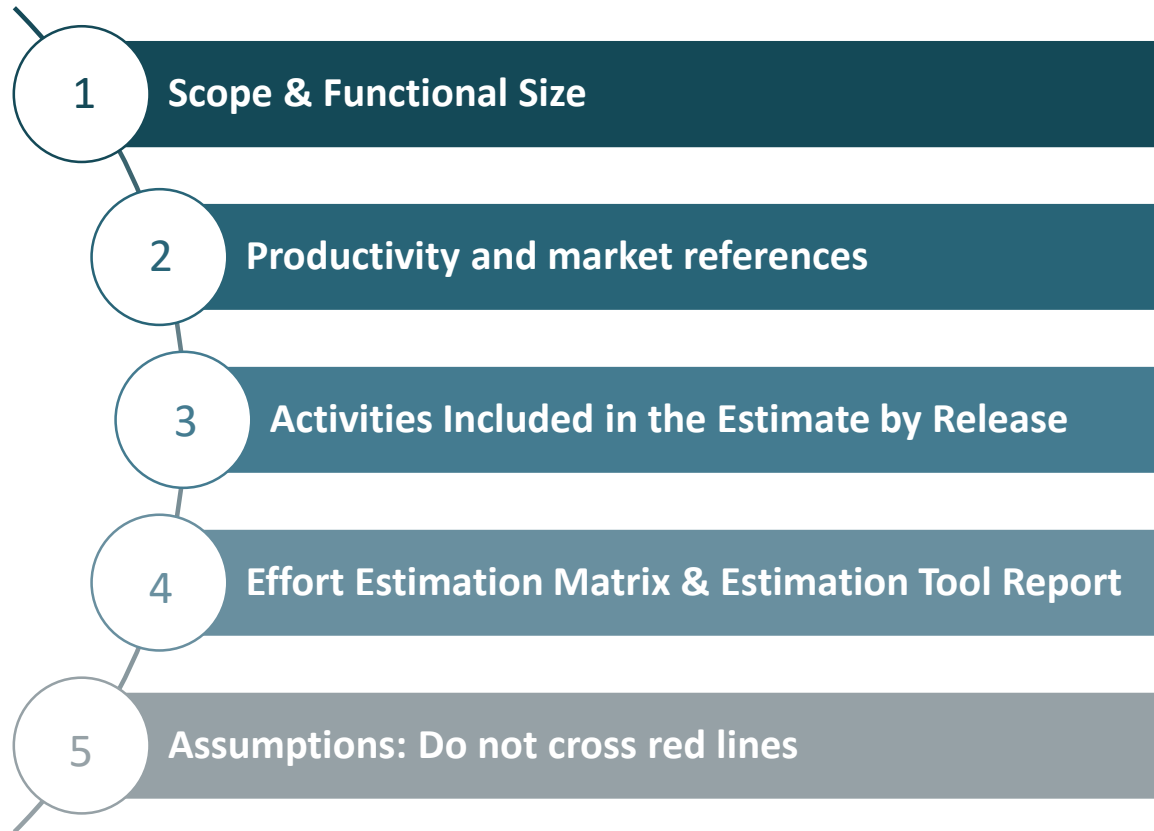 1
Scope & Functional Size
2
Productivity and market references
3
Activities Included in the Estimate by Release
4
Effort Estimation Matrix & Estimation Tool Report
5
Assumptions: Do not cross red lines